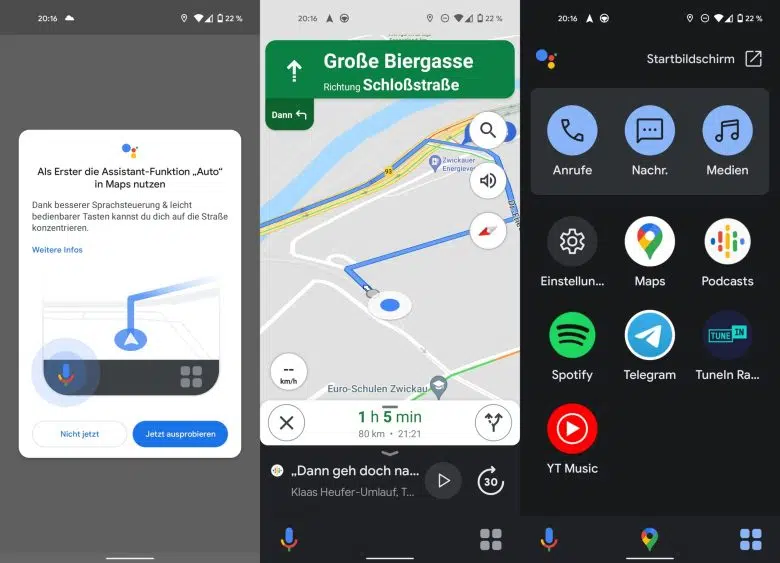 20:16
22 %
Als Erster die Assistant-Funktion „Auto“
in Maps nutzen
Dank besserer Sprachsteuerung & leicht
bedienbarer Tasten kannst du dich auf die Straße
konzentrieren.
Weitere Infos
Nicht jetzt
Jetzt ausprobieren
20:16
22 %
Große Biergasse
Richtung Schloßstraße
Dann
93
Zwickauer
Energiever
--
km/h
Euro-Schulen Zwickau
1 h 5 min
80 km • 21:21
„Dann geh doch na...
Klaas Heufer-Umlauf, T...
30
20:16
22 %
Startbildschirm
Anrufe
Nachr.
Medien
Einstellun...
Maps
Podcasts
TUNE IN
Spotify
Telegram
TuneIn Ra...
YT Music